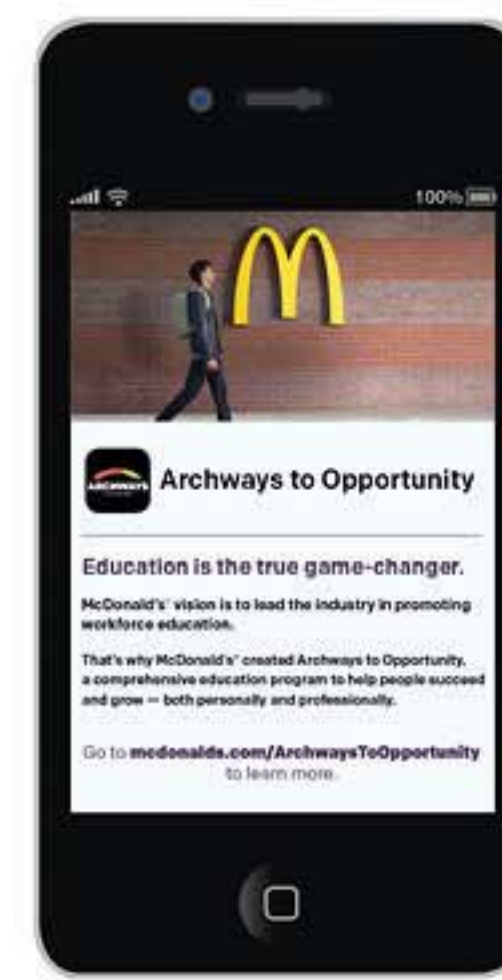 100%
M
ARCHWAYS
Archways to Opportunity
Education is the true game-changer.
McDonald's® vision is to lead the industry in promoting
workforce education.
That's why McDonald's® created Archways to Opportunity,
a comprehensive education program to help people succeed
and grow — both personally and professionally.
Go to mcdonalds.com/ArchwaysToOpportunity
to learn more.